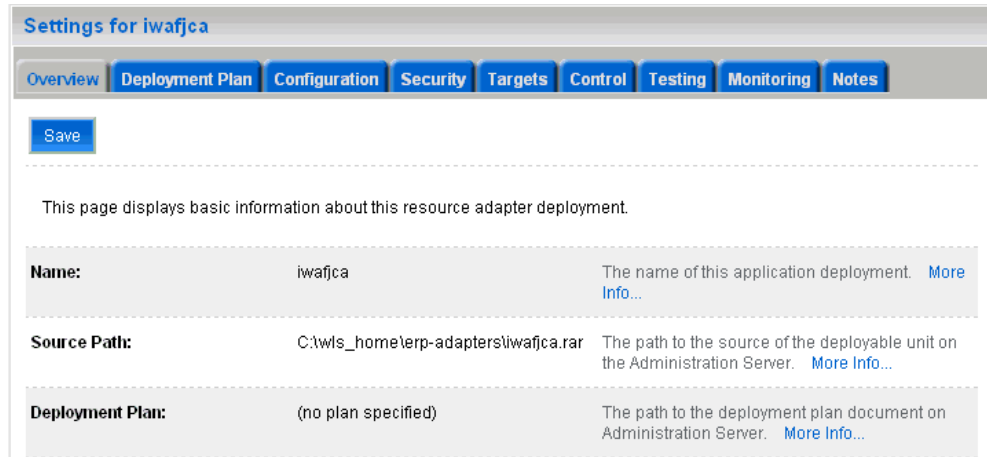 Settings for iwafjca
Overview Deployment Plan Configuration Security Targets Control Testing Monitoring Notes
Save
This page displays basic information about this resource adapter deployment.
Name: iwafjca The name of this application deployment. More
Info...
Source Path: C:\wls_home\erp-adapters\iwafjca.rar The path to the source of the deployable unit on
the Administration Server. More Info...
Deployment Plan: (no plan specified) The path to the deployment plan document on
Administration Server. More Info...